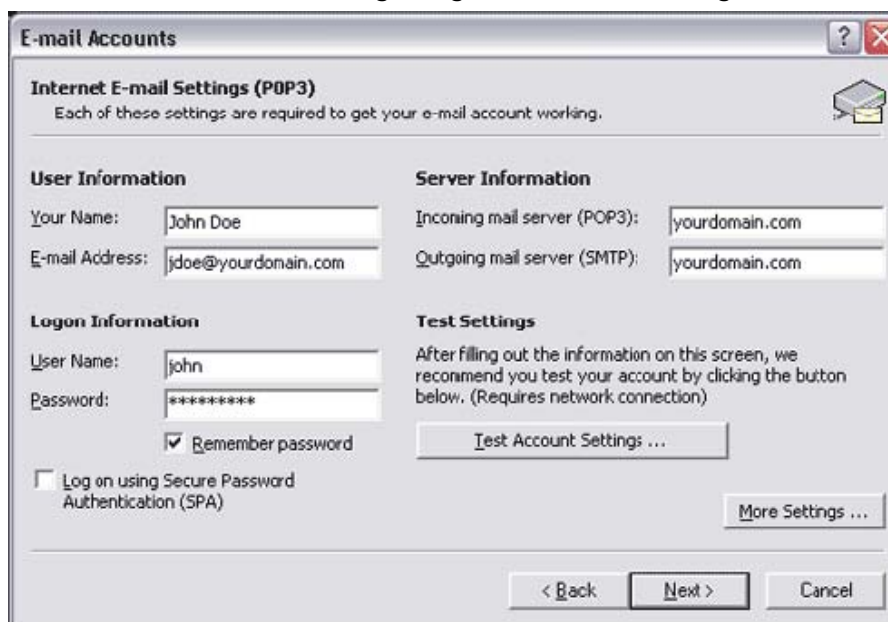 E-mail Accounts
Internet E-mail Settings (POP3)
Each of these settings are required to get your e-mail account working.
User Information
Your Name: John Doe
E-mail Address: jdoe@yourdomain.com
Server Information
Incoming mail server (POP3): yourdomain.com
Outgoing mail server (SMTP): yourdomain.com
Logon Information
User Name: john
Password: *********
Remember password
Log on using Secure Password
Authentication (SPA)
Test Settings
After filling out the information on this screen, we
recommend you test your account by clicking the button
below. (Requires network connection)
Test Account Settings ...
More Settings ...
< Back
Next >
Cancel